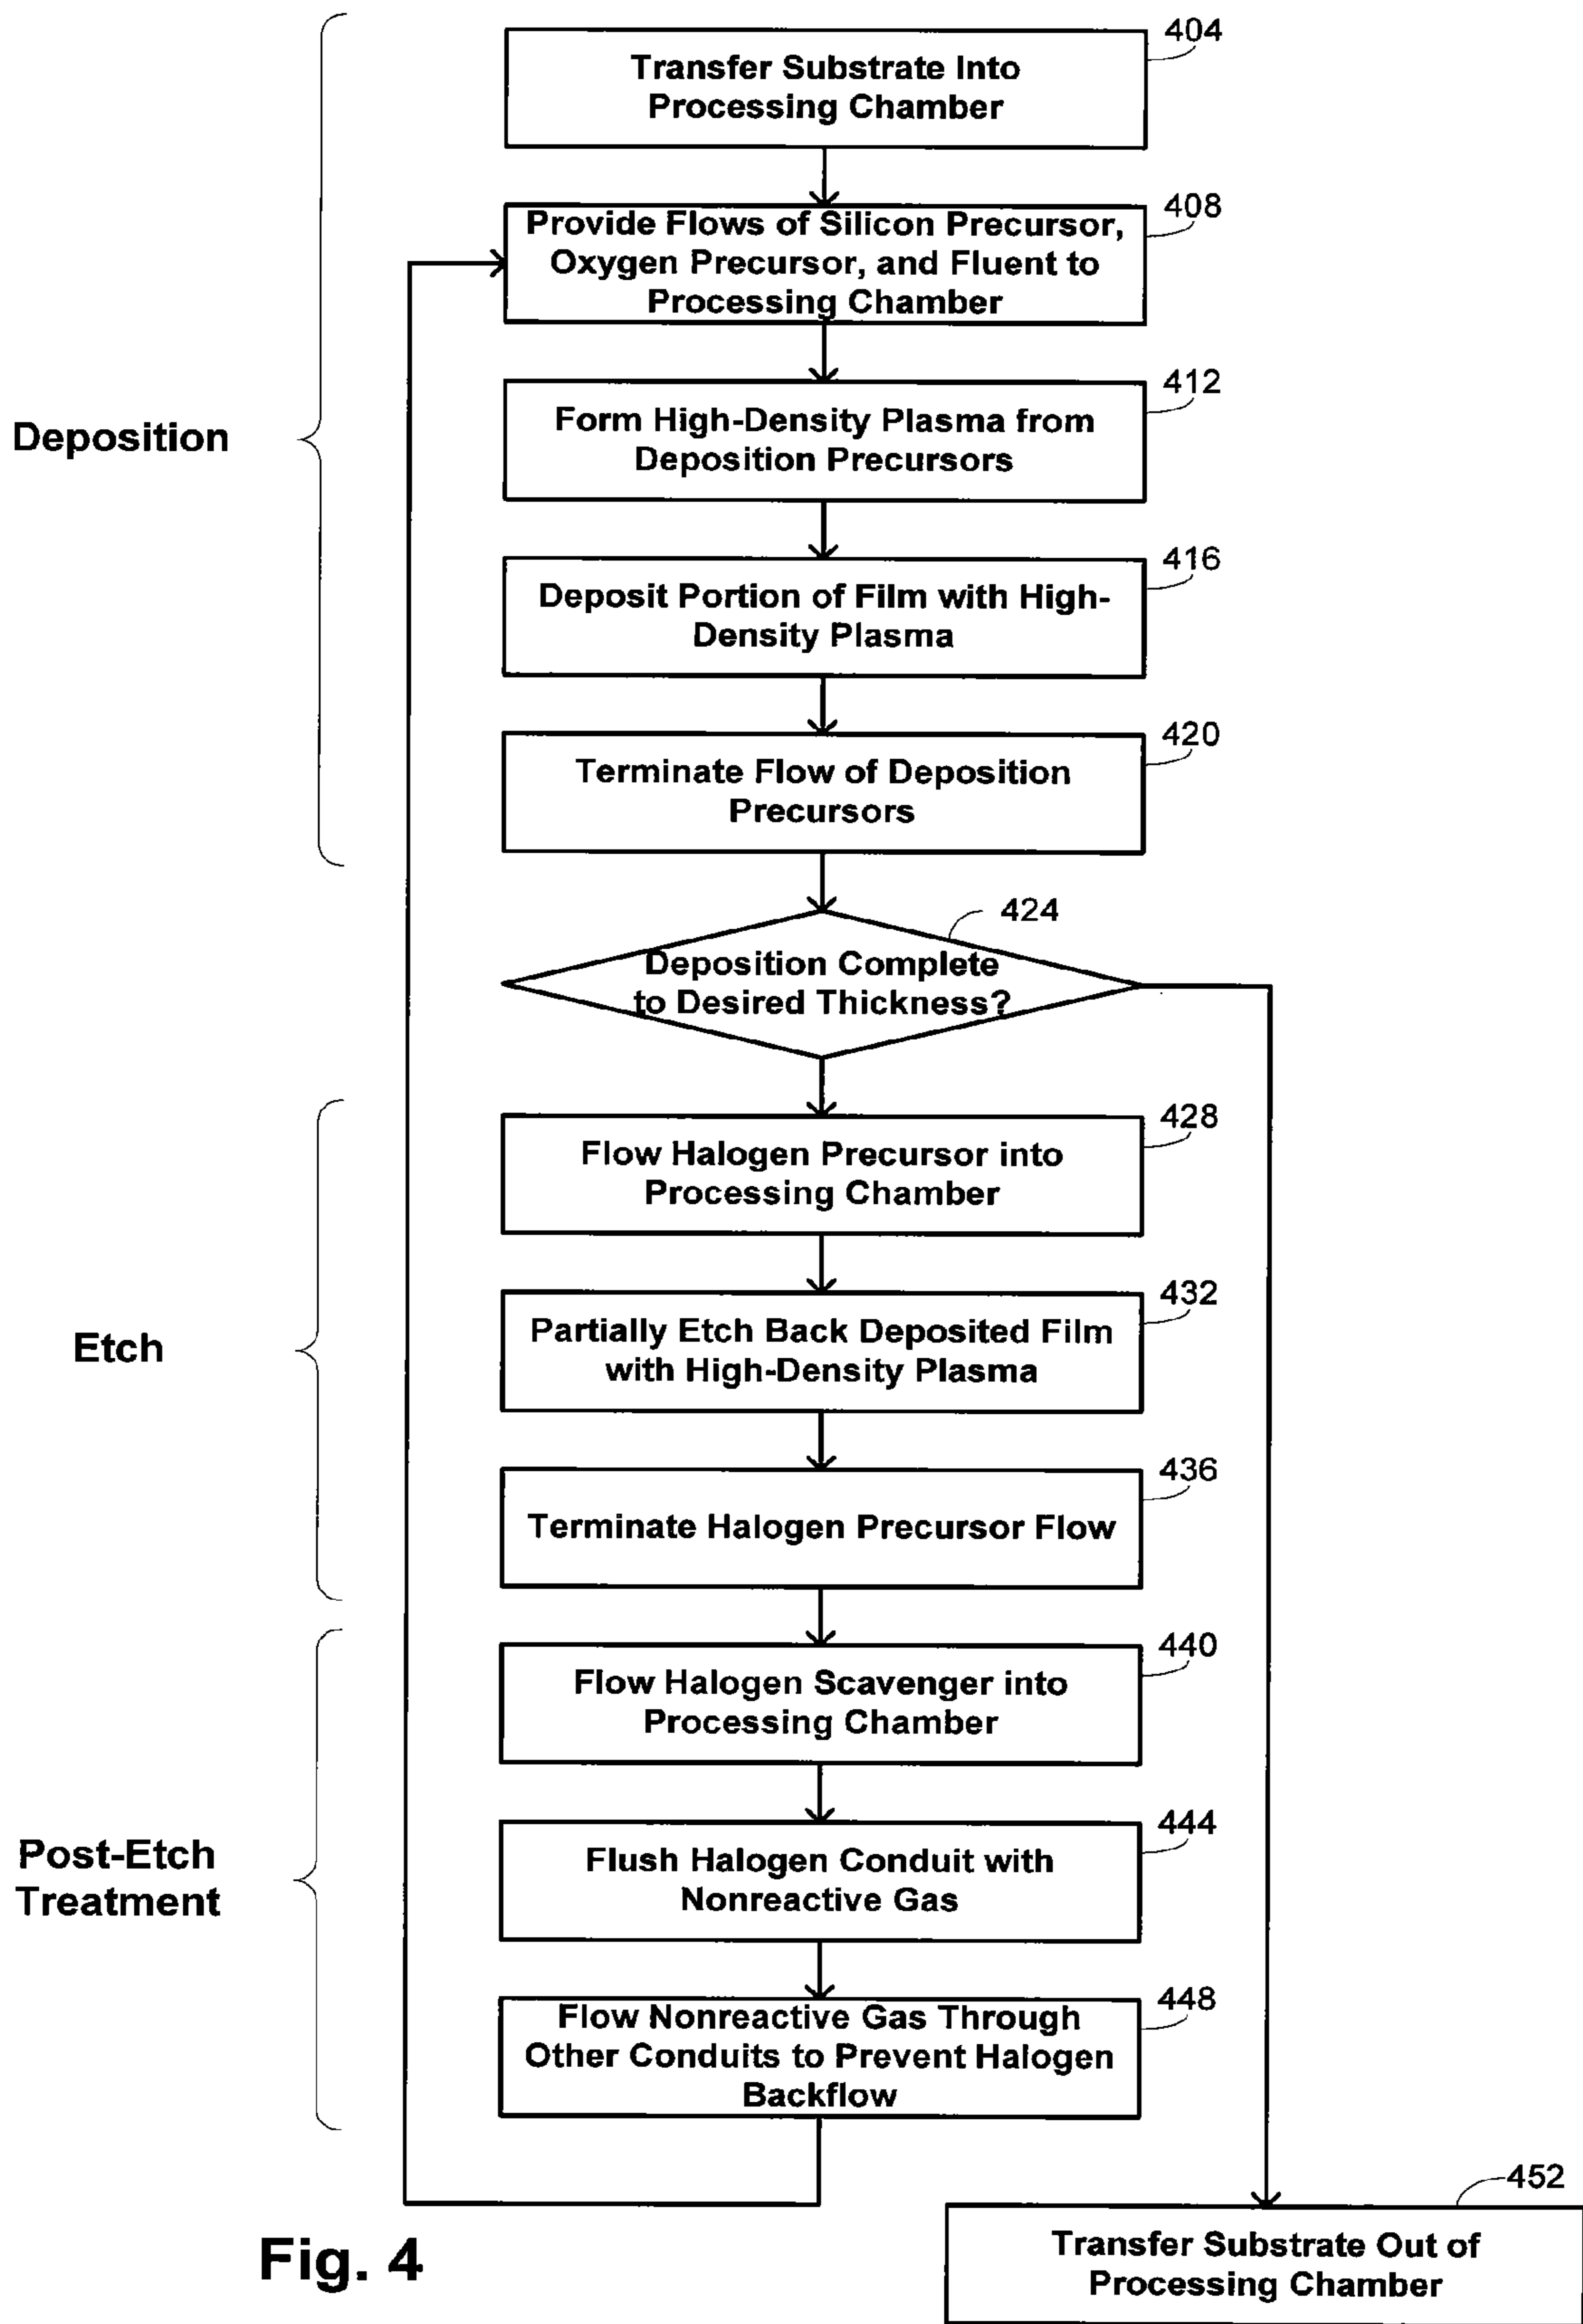 404
Transfer Substrate Into
Processing Chamber
408
Provide Flows of Silicon Precursor,
Oxygen Precursor, and Fluent to
Processing Chamber
412
Form High-Density Plasma from
Deposition Precursors
Deposition
416
Deposit Portion of Film with High-
Density Plasma
420
Terminate Flow of Deposition
Precursors
424
Deposition Complete
to Desired Thickness?
428
Flow Halogen Precursor into
Processing Chamber
432
Partially Etch Back Deposited Film
with High-Density Plasma
Etch
436
Terminate Halogen Precursor Flow
440
Flow Halogen Scavenger into
Processing Chamber
444
Flush Halogen Conduit with
Nonreactive Gas
Post-Etch
Treatment
448
Flow Nonreactive Gas Through
Other Conduits to Prevent Halogen
Backflow
452
Transfer Substrate Out of
Processing Chamber
Fig. 4